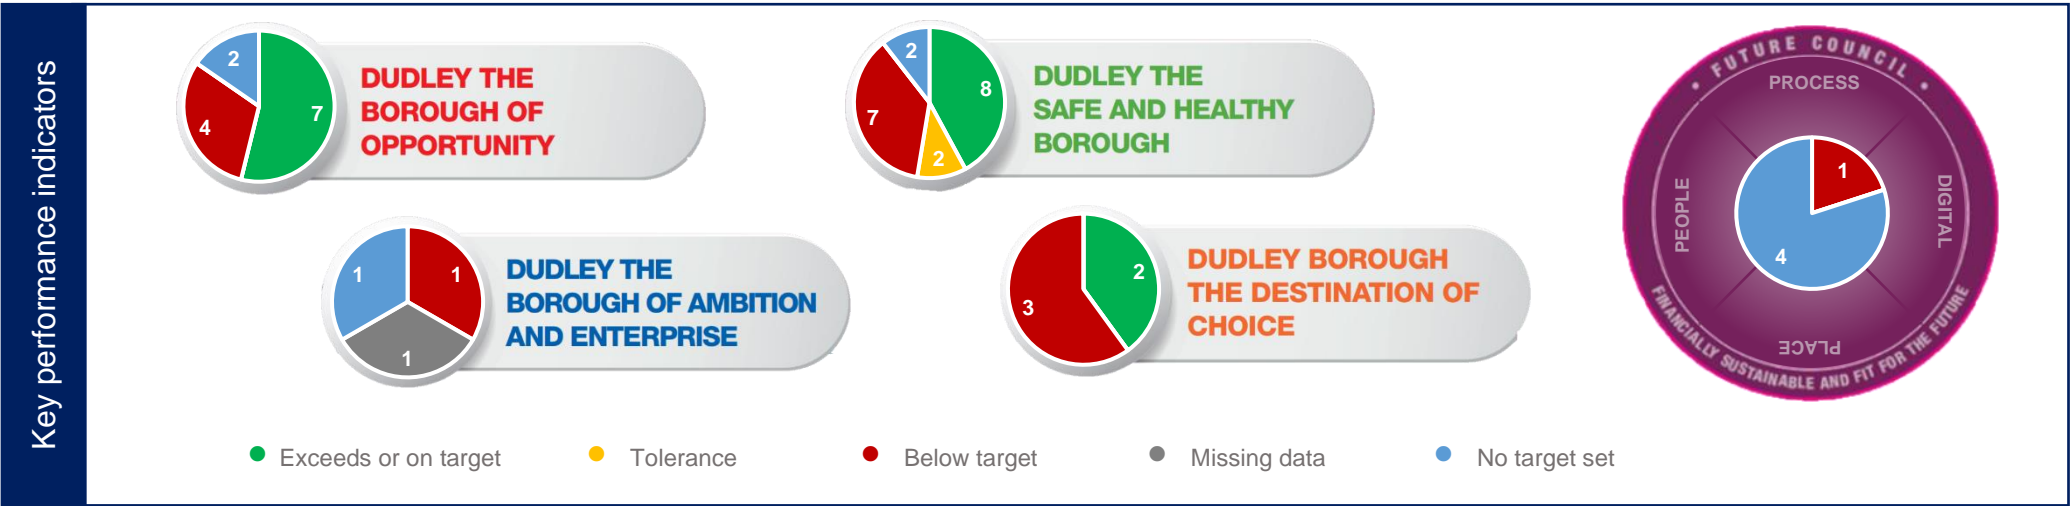 Key performance indicators
2
7
4
DUDLEY THE
BOROUGH OF
OPPORTUNITY
2
8
7
2
DUDLEY THE
SAFE AND HEALTHY
BOROUGH
1
1
1
DUDLEY THE
BOROUGH OF AMBITION
AND ENTERPRISE
2
3
DUDLEY BOROUGH
THE DESTINATION OF
CHOICE
• FUTURE COUNCIL •
PROCESS
DIGITAL
PEOPLE
PLACE
1
4
FINANCIALLY SUSTAINABLE AND FIT FOR THE FUTURE
Exceeds or on target
Tolerance
Below target
Missing data
No target set